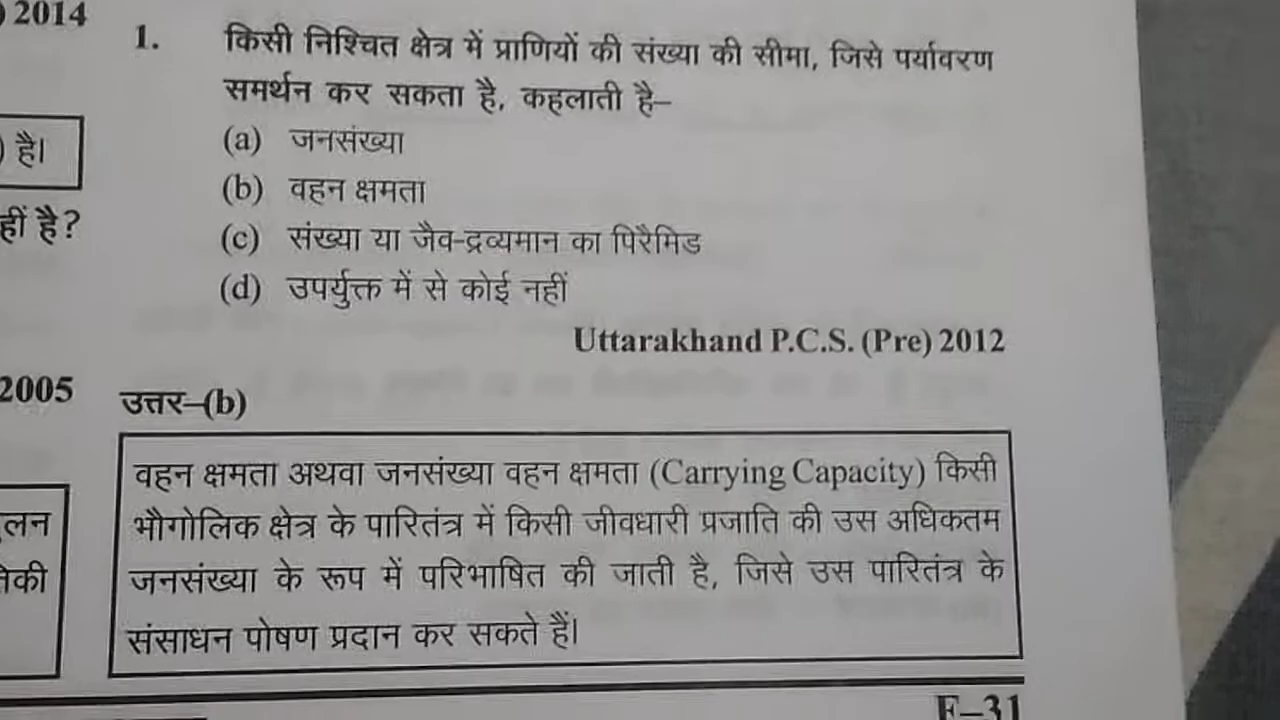 ) 2014
1. किसी निश्चित क्षेत्र में प्राणियों की संख्या की सीमा, जिसे पर्यावरण
समर्थन कर सकता है, कहलाती है–
(a) जनसंख्या
) है।
(b) वहन क्षमता
हीं है?
(c) संख्या या जैव-द्रव्यमान का पिरैमिड
(d) उपर्युक्त में से कोई नहीं
Uttarakhand P.C.S. (Pre) 2012
2005
उत्तर–(b)
वहन क्षमता अथवा जनसंख्या वहन क्षमता (Carrying Capacity) किसी
भौगोलिक क्षेत्र के पारितंत्र में किसी जीवधारी प्रजाति की उस अधिकतम
लन
जनसंख्या के रूप में परिभाषित की जाती है, जिसे उस पारितंत्र के
की
संसाधन पोषण प्रदान कर सकते हैं।
F–31